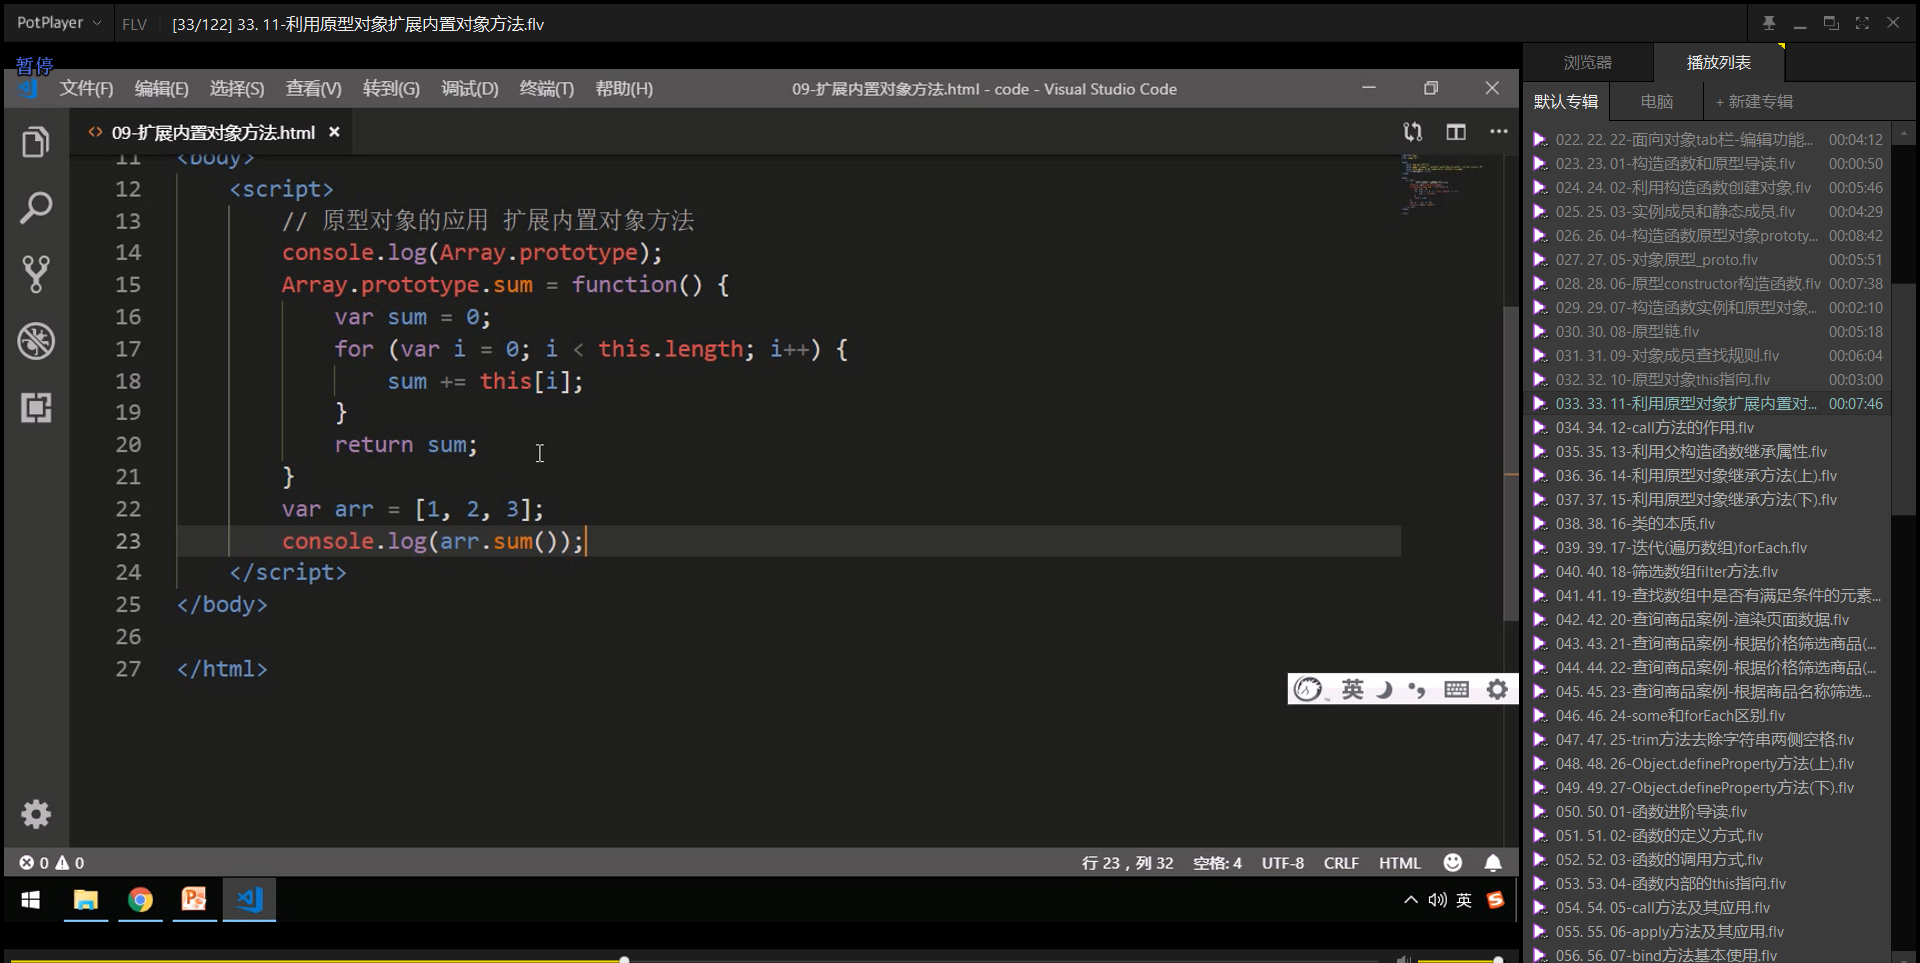 PotPlayer FLV [33/122] 33. 11-利用原型对象扩展内置对象方法.flv
暂停
文件(F) 编辑(E) 选择(S) 查看(V) 转到(G) 调试(D) 终端(T) 帮助(H) 09-扩展内置对象方法.html - code - Visual Studio Code
<> 09-扩展内置对象方法.html ×
11 <body>
12 <script>
13 // 原型对象的应用 扩展内置对象方法
14 console.log(Array.prototype);
15 Array.prototype.sum = function() {
16 var sum = 0;
17 for (var i = 0; i < this.length; i++) {
18 sum += this[i];
19 }
20 return sum;
21 }
22 var arr = [1, 2, 3];
23 console.log(arr.sum());
24 </script>
25 </body>
26
27 </html>
英
0 0 行 23，列 32 空格: 4 UTF-8 CRLF HTML
英
浏览器 播放列表
默认专辑 电脑 + 新建专辑
022. 22. 22-面向对象tab栏-编辑功能... 00:04:12
023. 23. 01-构造函数和原型导读.flv 00:00:50
024. 24. 02-利用构造函数创建对象.flv 00:05:46
025. 25. 03-实例成员和静态成员.flv 00:04:29
026. 26. 04-构造函数原型对象prototy... 00:08:42
027. 27. 05-对象原型_proto.flv 00:05:51
028. 28. 06-原型constructor构造函数.flv 00:07:38
029. 29. 07-构造函数实例和原型对象... 00:02:10
030. 30. 08-原型链.flv 00:05:18
031. 31. 09-对象成员查找规则.flv 00:06:04
032. 32. 10-原型对象this指向.flv 00:03:00
033. 33. 11-利用原型对象扩展内置对... 00:07:46
034. 34. 12-call方法的作用.flv
035. 35. 13-利用父构造函数继承属性.flv
036. 36. 14-利用原型对象继承方法(上).flv
037. 37. 15-利用原型对象继承方法(下).flv
038. 38. 16-类的本质.flv
039. 39. 17-迭代(遍历数组)forEach.flv
040. 40. 18-筛选数组filter方法.flv
041. 41. 19-查找数组中是否有满足条件的元素...
042. 42. 20-查询商品案例-渲染页面数据.flv
043. 43. 21-查询商品案例-根据价格筛选商品(...
044. 44. 22-查询商品案例-根据价格筛选商品(...
045. 45. 23-查询商品案例-根据商品名称筛选...
046. 46. 24-some和forEach区别.flv
047. 47. 25-trim方法去除字符串两侧空格.flv
048. 48. 26-Object.defineProperty方法(上).flv
049. 49. 27-Object.defineProperty方法(下).flv
050. 50. 01-函数进阶导读.flv
051. 51. 02-函数的定义方式.flv
052. 52. 03-函数的调用方式.flv
053. 53. 04-函数内部的this指向.flv
054. 54. 05-call方法及其应用.flv
055. 55. 06-apply方法及其应用.flv
056. 56. 07-bind方法基本使用.flv